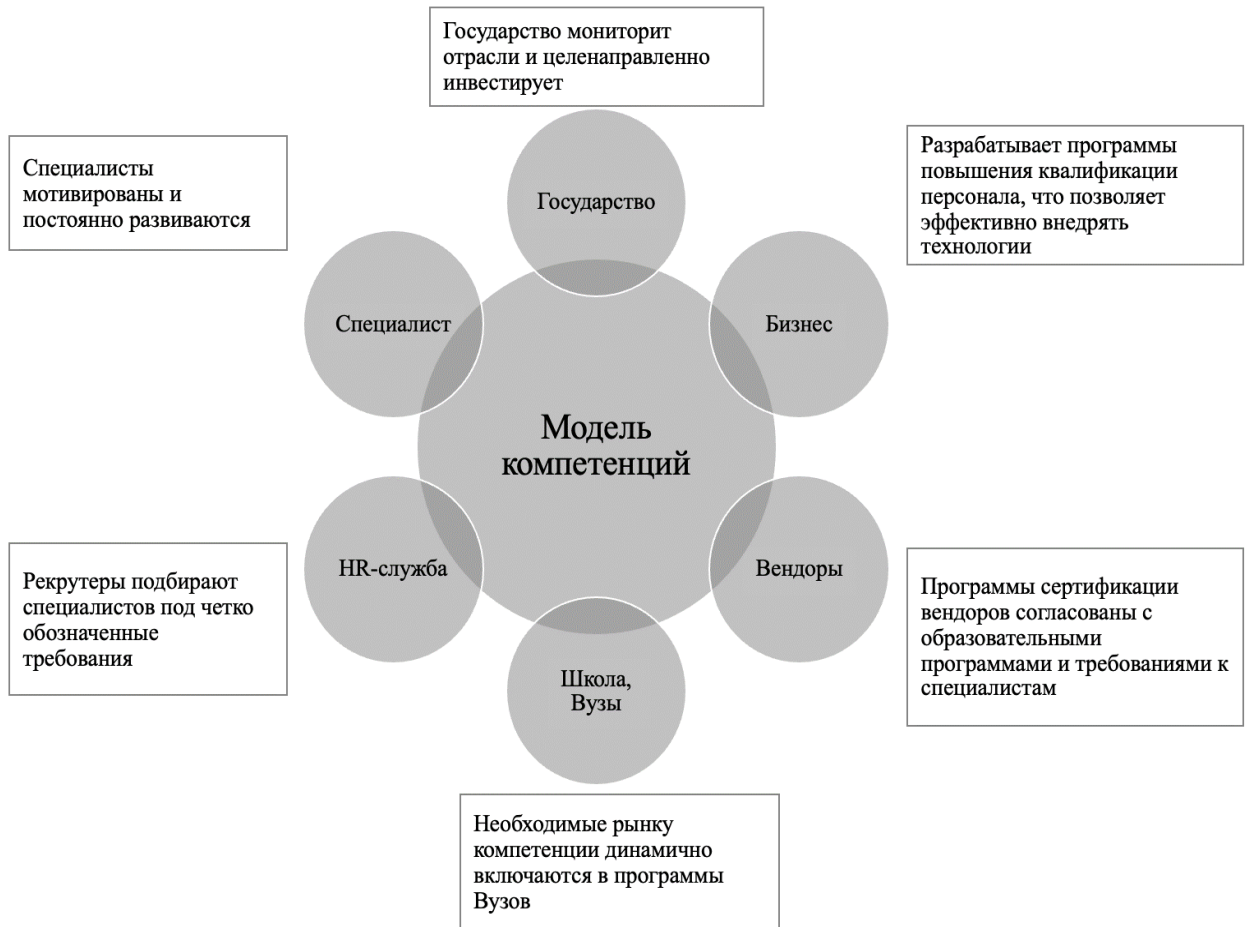 Государство мониторит
отрасли и целенаправленно
инвестирует
Специалисты
мотивированы и
постоянно развиваются
Разрабатывает программы
повышения квалификации
персонала, что позволяет
эффективно внедрять
технологии
Государство
Специалист
Бизнес
Модель
компетенций
HR-служба
Вендоры
Рекрутеры подбирают
специалистов под четко
обозначенные
требования
Программы сертификации
вендоров согласованы с
образовательными
программами и требованиями к
специалистам
Школа,
Вузы
Необходимые рынку
компетенции динамично
включаются в программы
Вузов